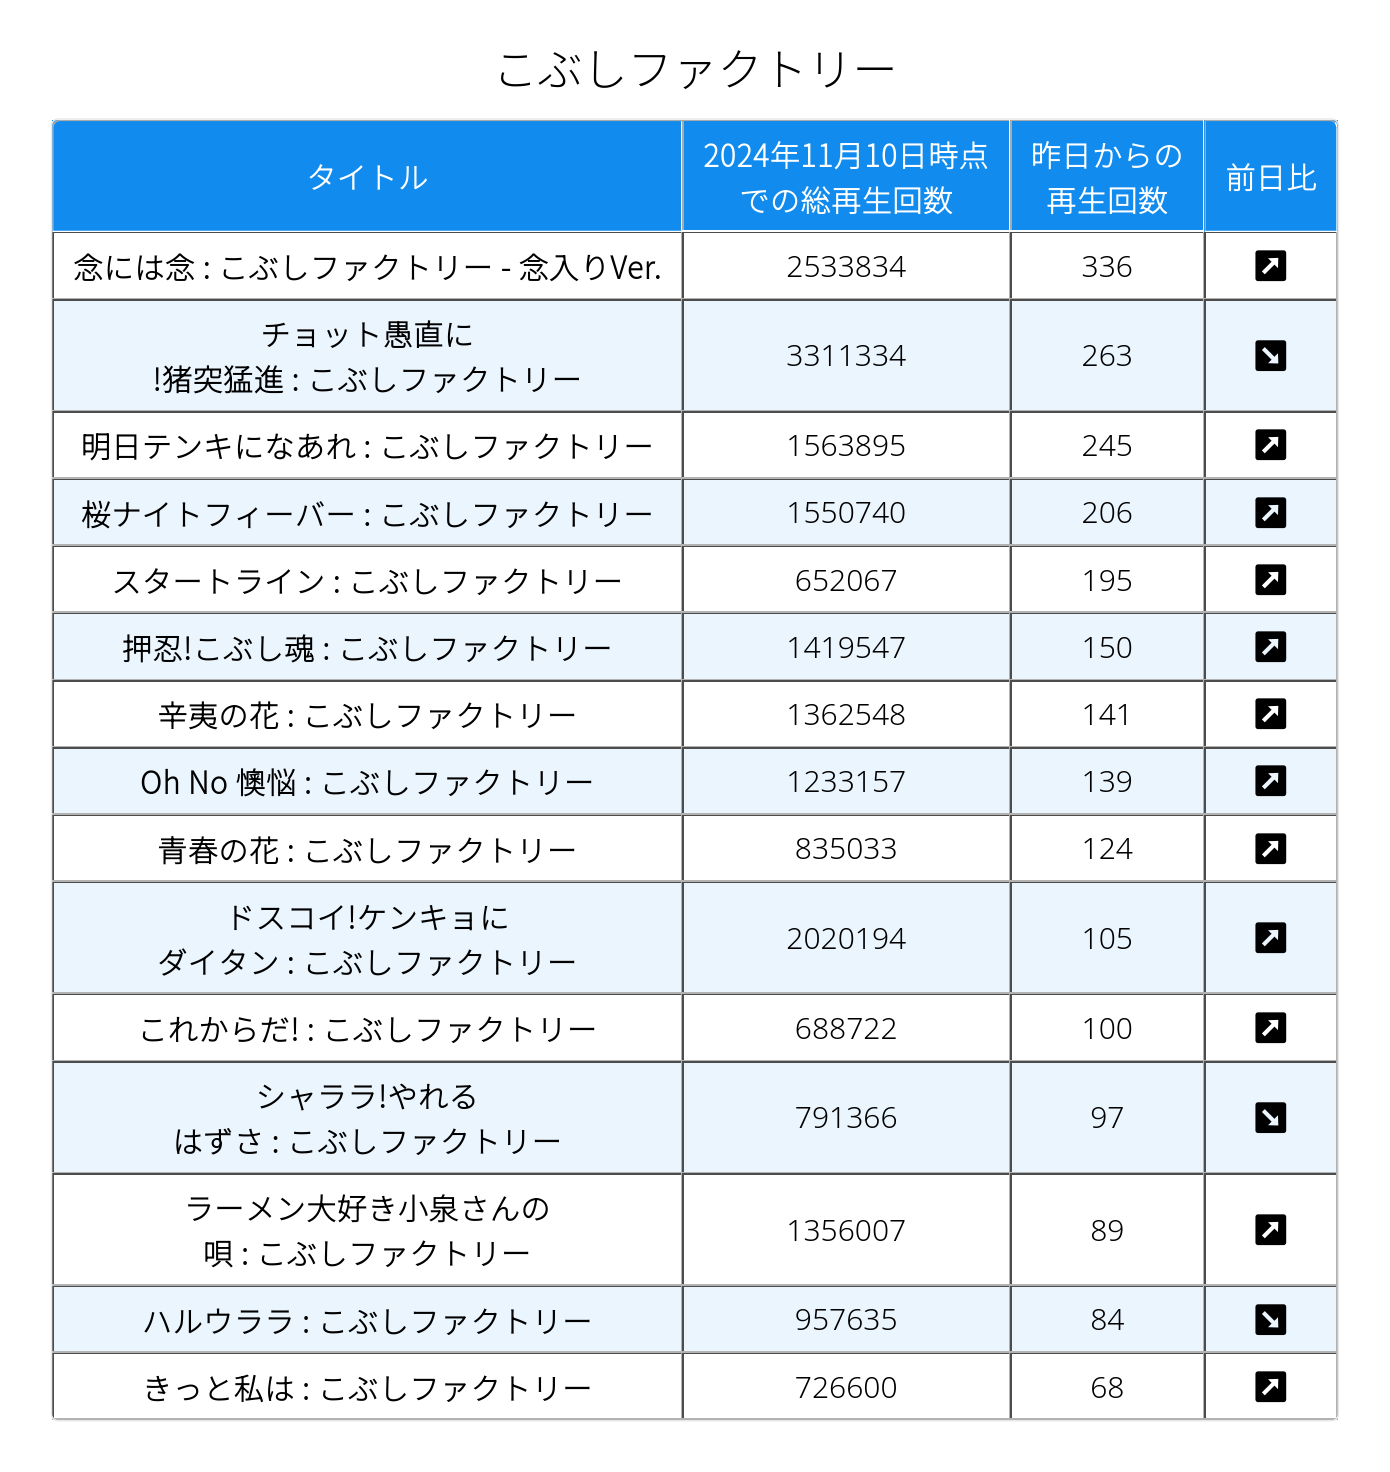 こぶしファクトリー
タイトル
2024年11月10日時点
での総再生回数
昨日からの
再生回数
前日比
念には念 : こぶしファクトリー - 念入りVer.
2533834
336
チョット愚直に
!猪突猛進 : こぶしファクトリー
3311334
263
明日テンキになあれ : こぶしファクトリー
1563895
245
桜ナイトフィーバー : こぶしファクトリー
1550740
206
スタートライン : こぶしファクトリー
652067
195
押忍!こぶし魂 : こぶしファクトリー
1419547
150
辛夷の花 : こぶしファクトリー
1362548
141
Oh No 懊悩 : こぶしファクトリー
1233157
139
青春の花 : こぶしファクトリー
835033
124
ドスコイ!ケンキョに
ダイタン : こぶしファクトリー
2020194
105
これからだ! : こぶしファクトリー
688722
100
シャララ!やれる
はずさ : こぶしファクトリー
791366
97
ラーメン大好き小泉さんの
唄 : こぶしファクトリー
1356007
89
ハルウララ : こぶしファクトリー
957635
84
きっと私は : こぶしファクトリー
726600
68